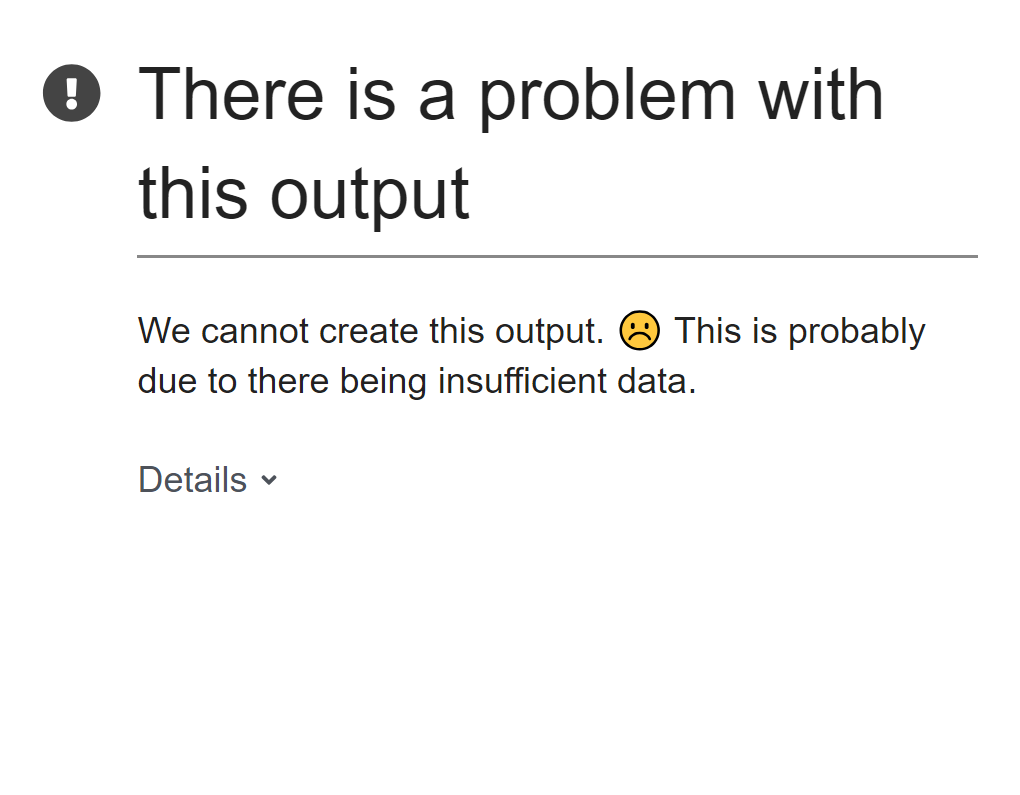 There is a problem with
this output
We cannot create this output. ☹️ This is probably
due to there being insufficient data.
Details